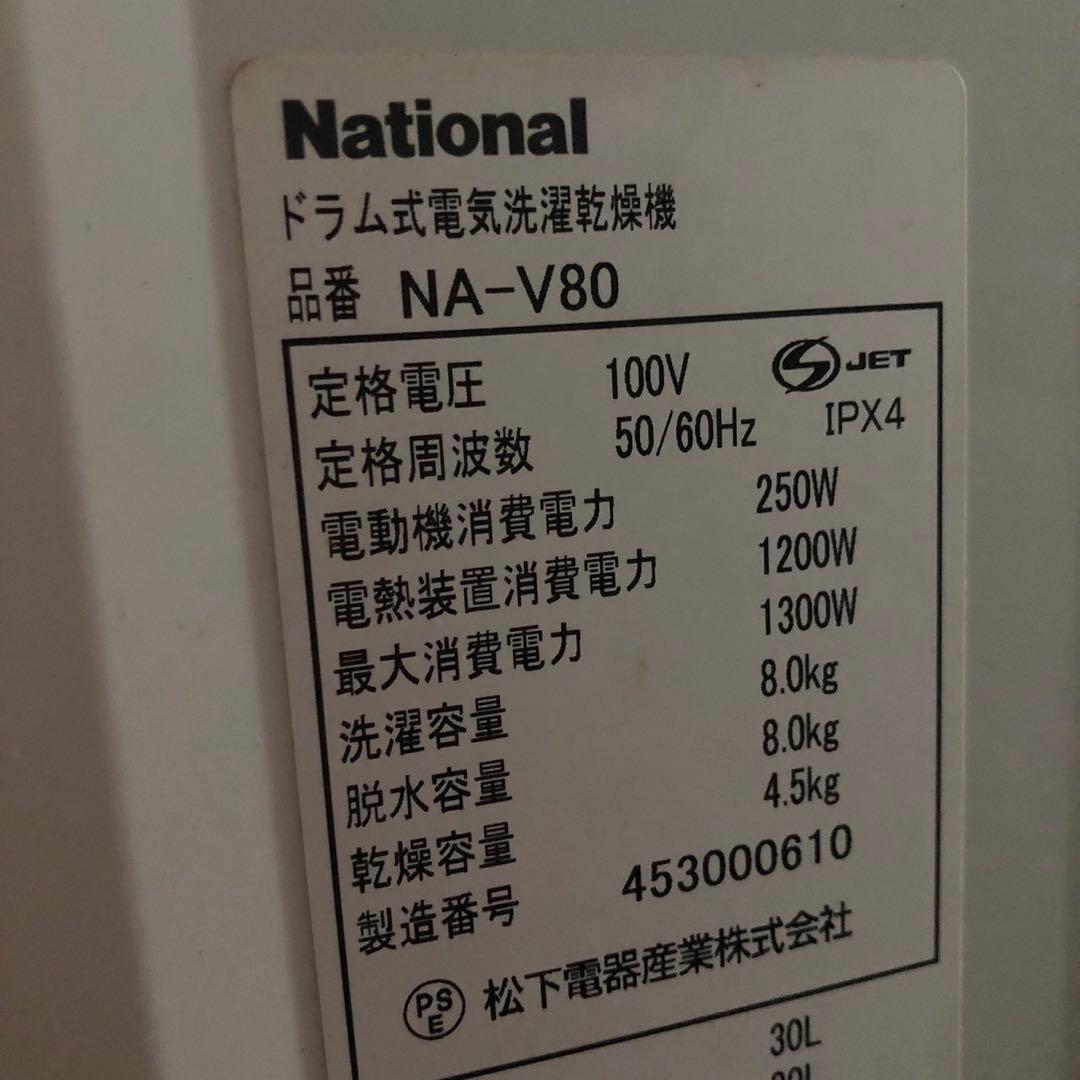 National
ドラム式電気洗濯乾燥機
品番 NA-V80
定格電圧 100V JET
定格周波数 50/60Hz IPX4
電動機消費電力 250W
電熱装置消費電力 1200W
最大消費電力 1300W
洗濯容量 8.0kg
脱水容量 8.0kg
乾燥容量 4.5kg
製造番号 453000610
PSE 松下電器産業株式会社
30L